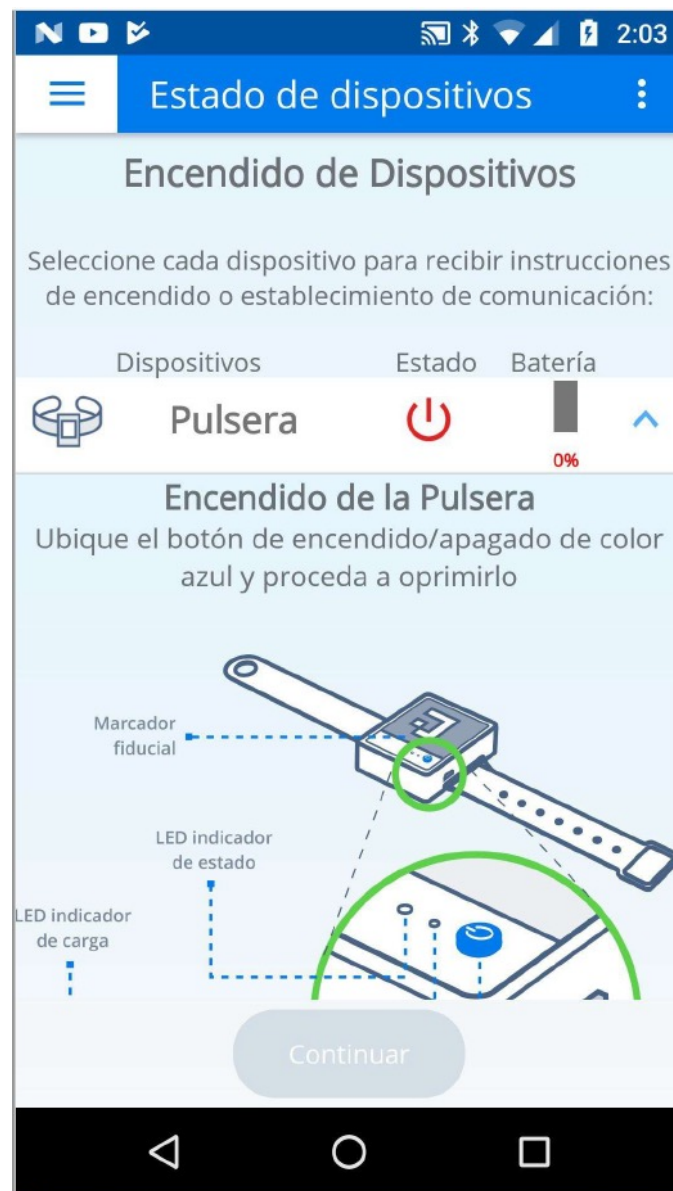 2:03
Estado de dispositivos
Encendido de Dispositivos
Seleccione cada dispositivo para recibir instrucciones
de encendido o establecimiento de comunicación:
Dispositivos Estado Batería
Pulsera
0%
Encendido de la Pulsera
Ubique el botón de encendido/apagado de color
azul y proceda a oprimirlo
Marcador
fiducial
LED indicador
de estado
LED indicador
de carga
Continuar